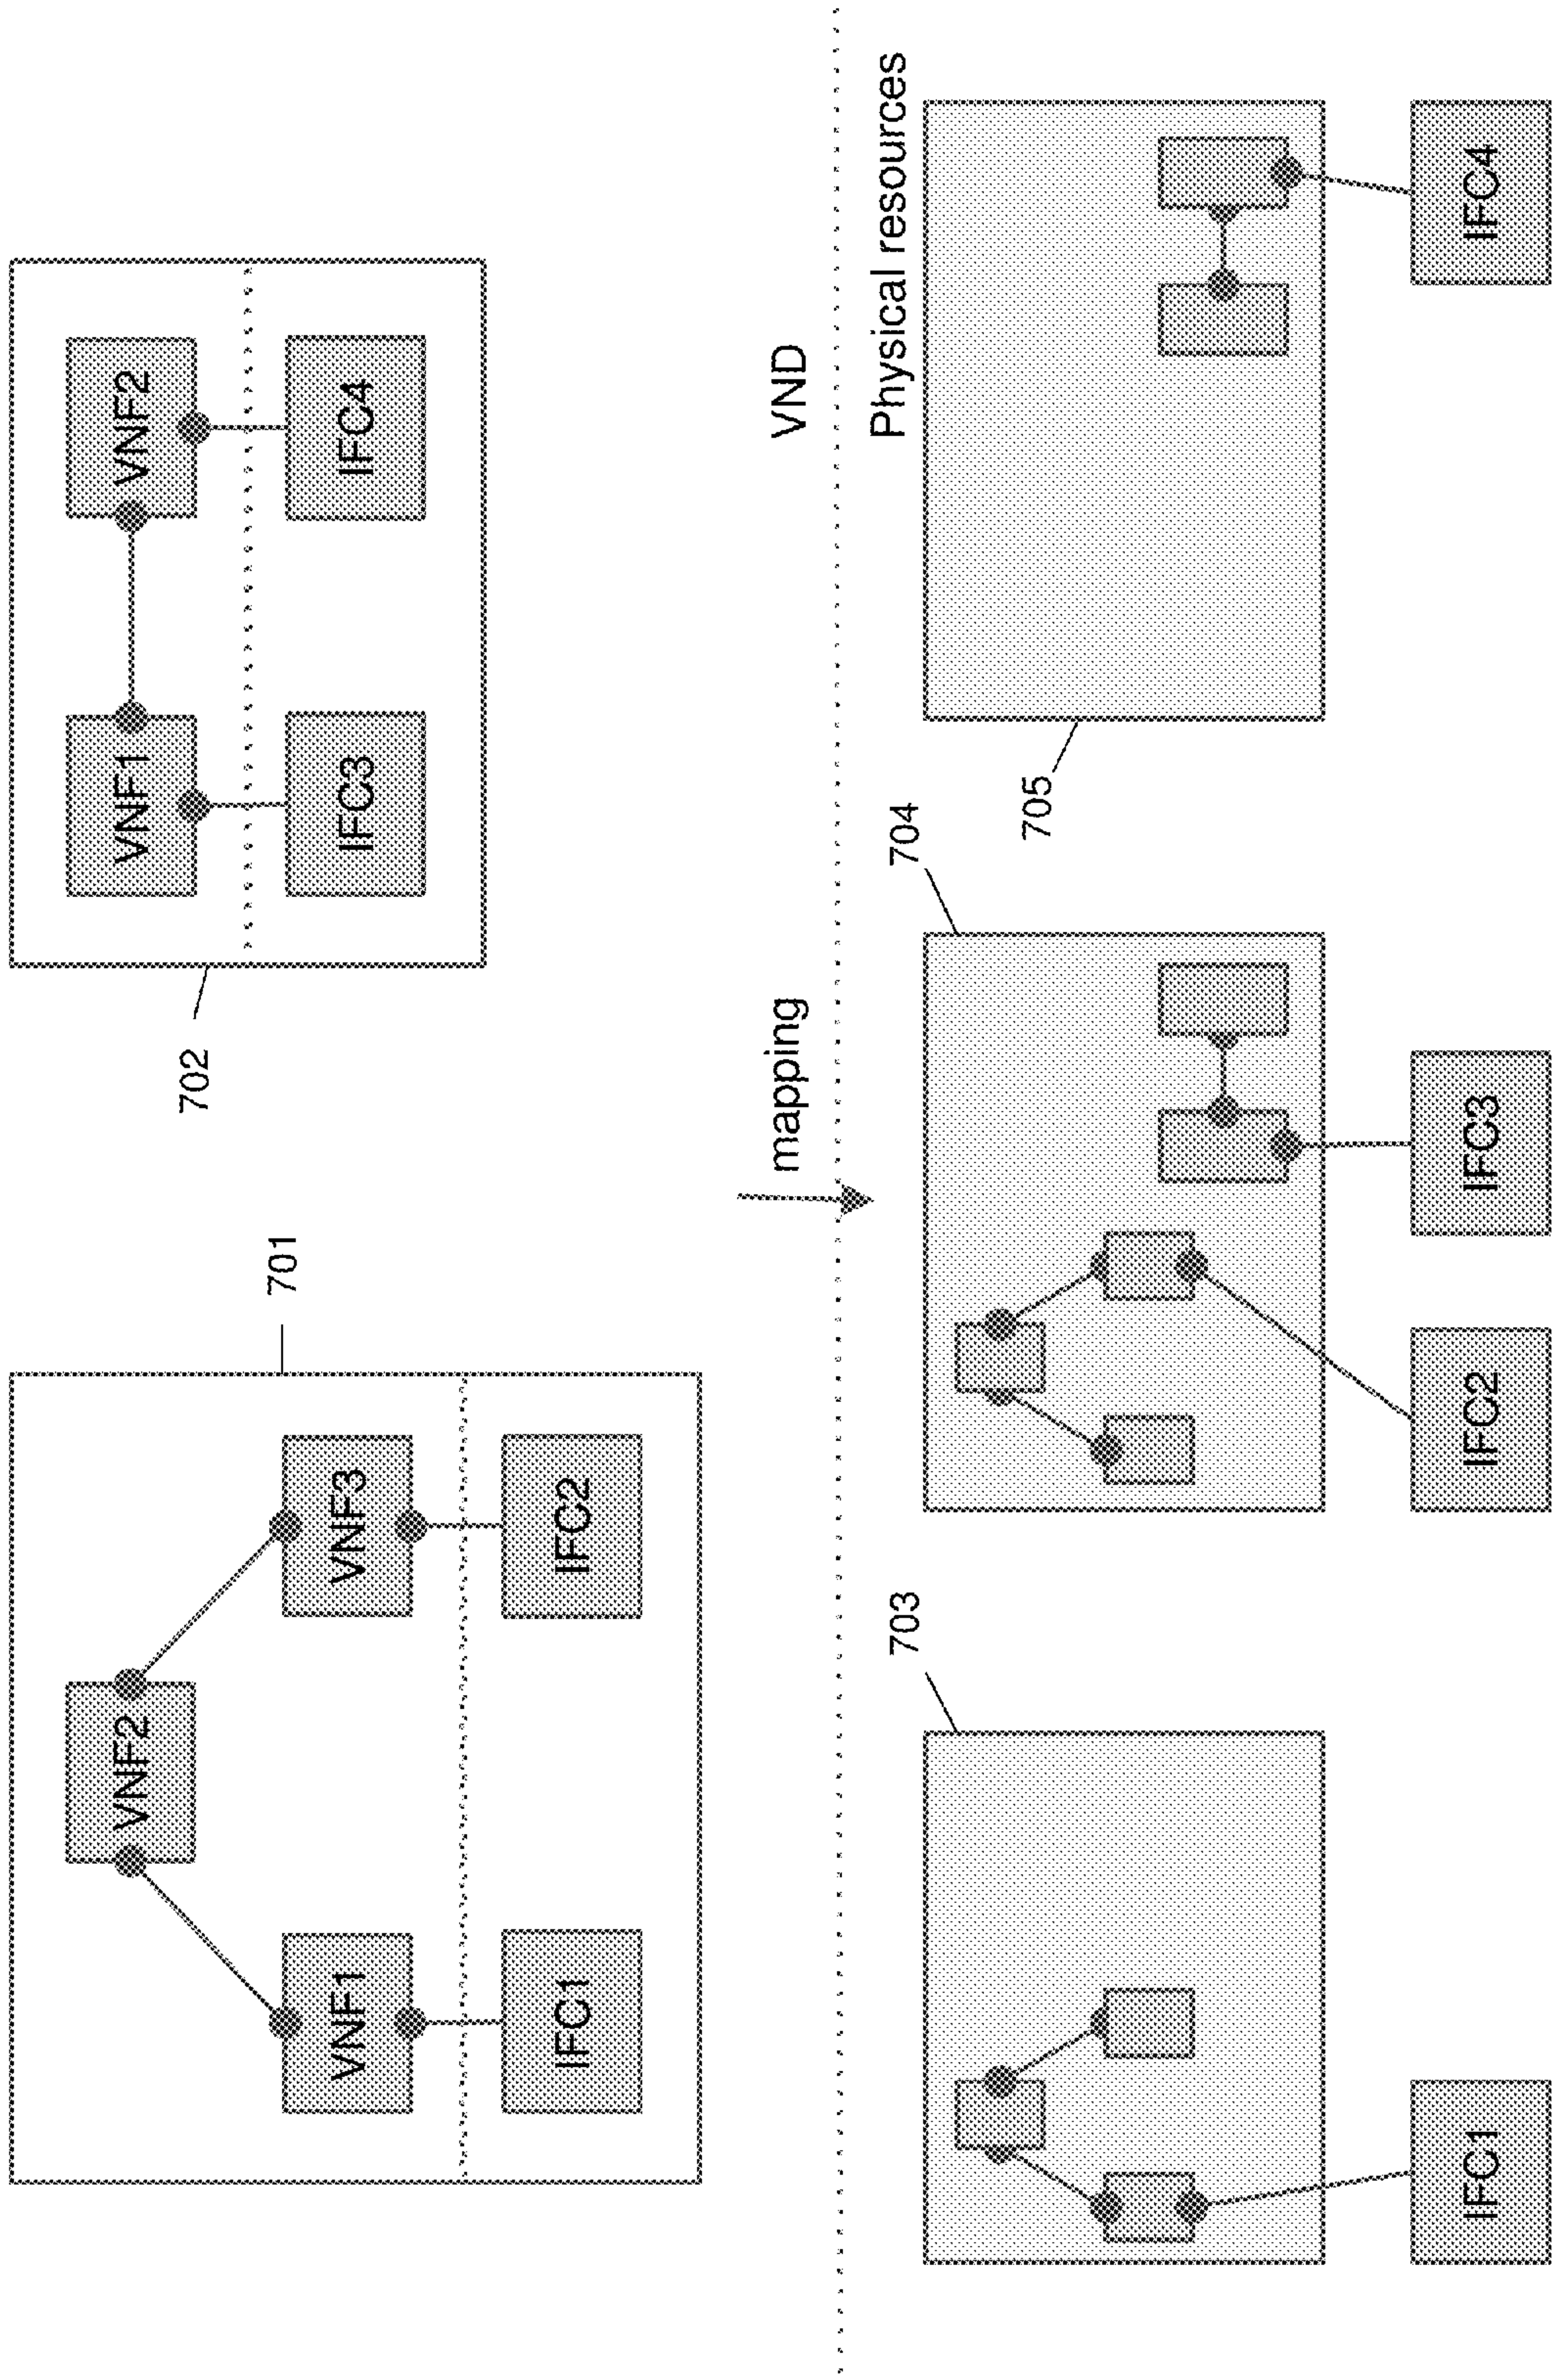 701
VNF2
VNF1
VNF3
IFC1
IFC2
702
VNF1
VNF2
IFC3
IFC4
mapping
VND
Physical resources
703
704
705
IFC1
IFC2
IFC3
IFC4